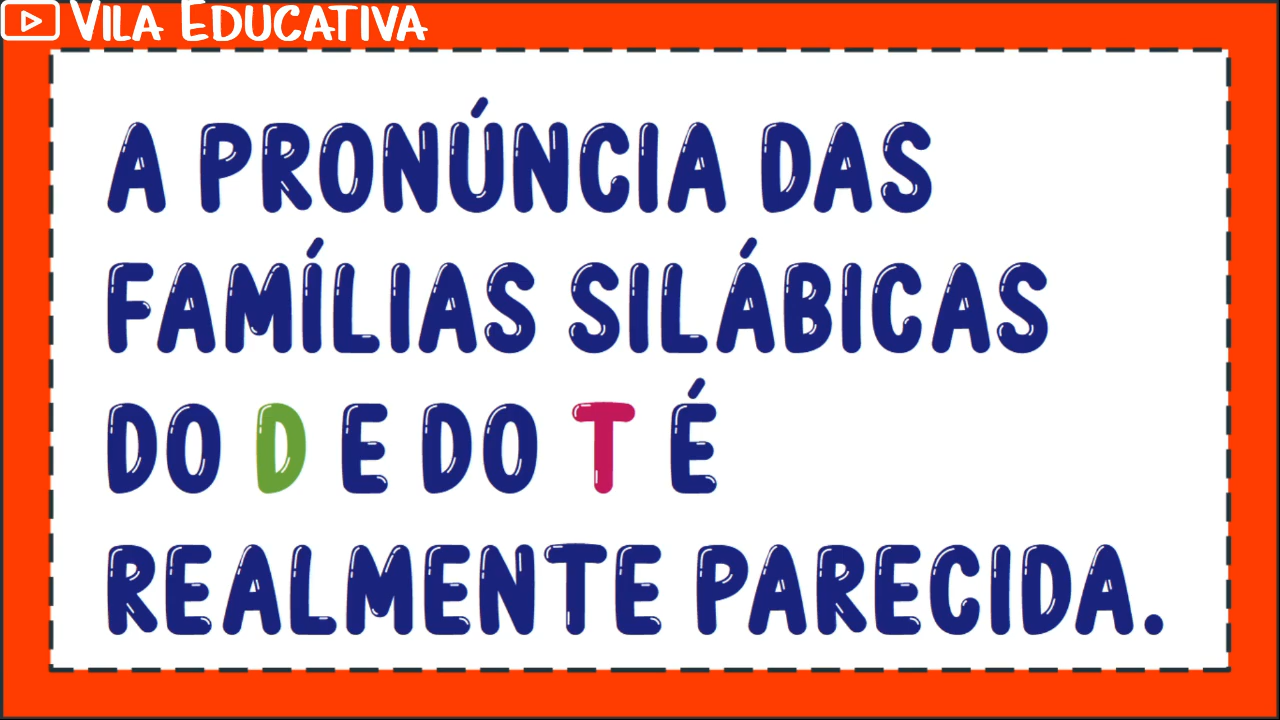 VILA EDUCATIVA
A PRONÚNCIA DAS
FAMÍLIAS SILÁBICAS
DO D E DO T É
REALMENTE PARECIDA.